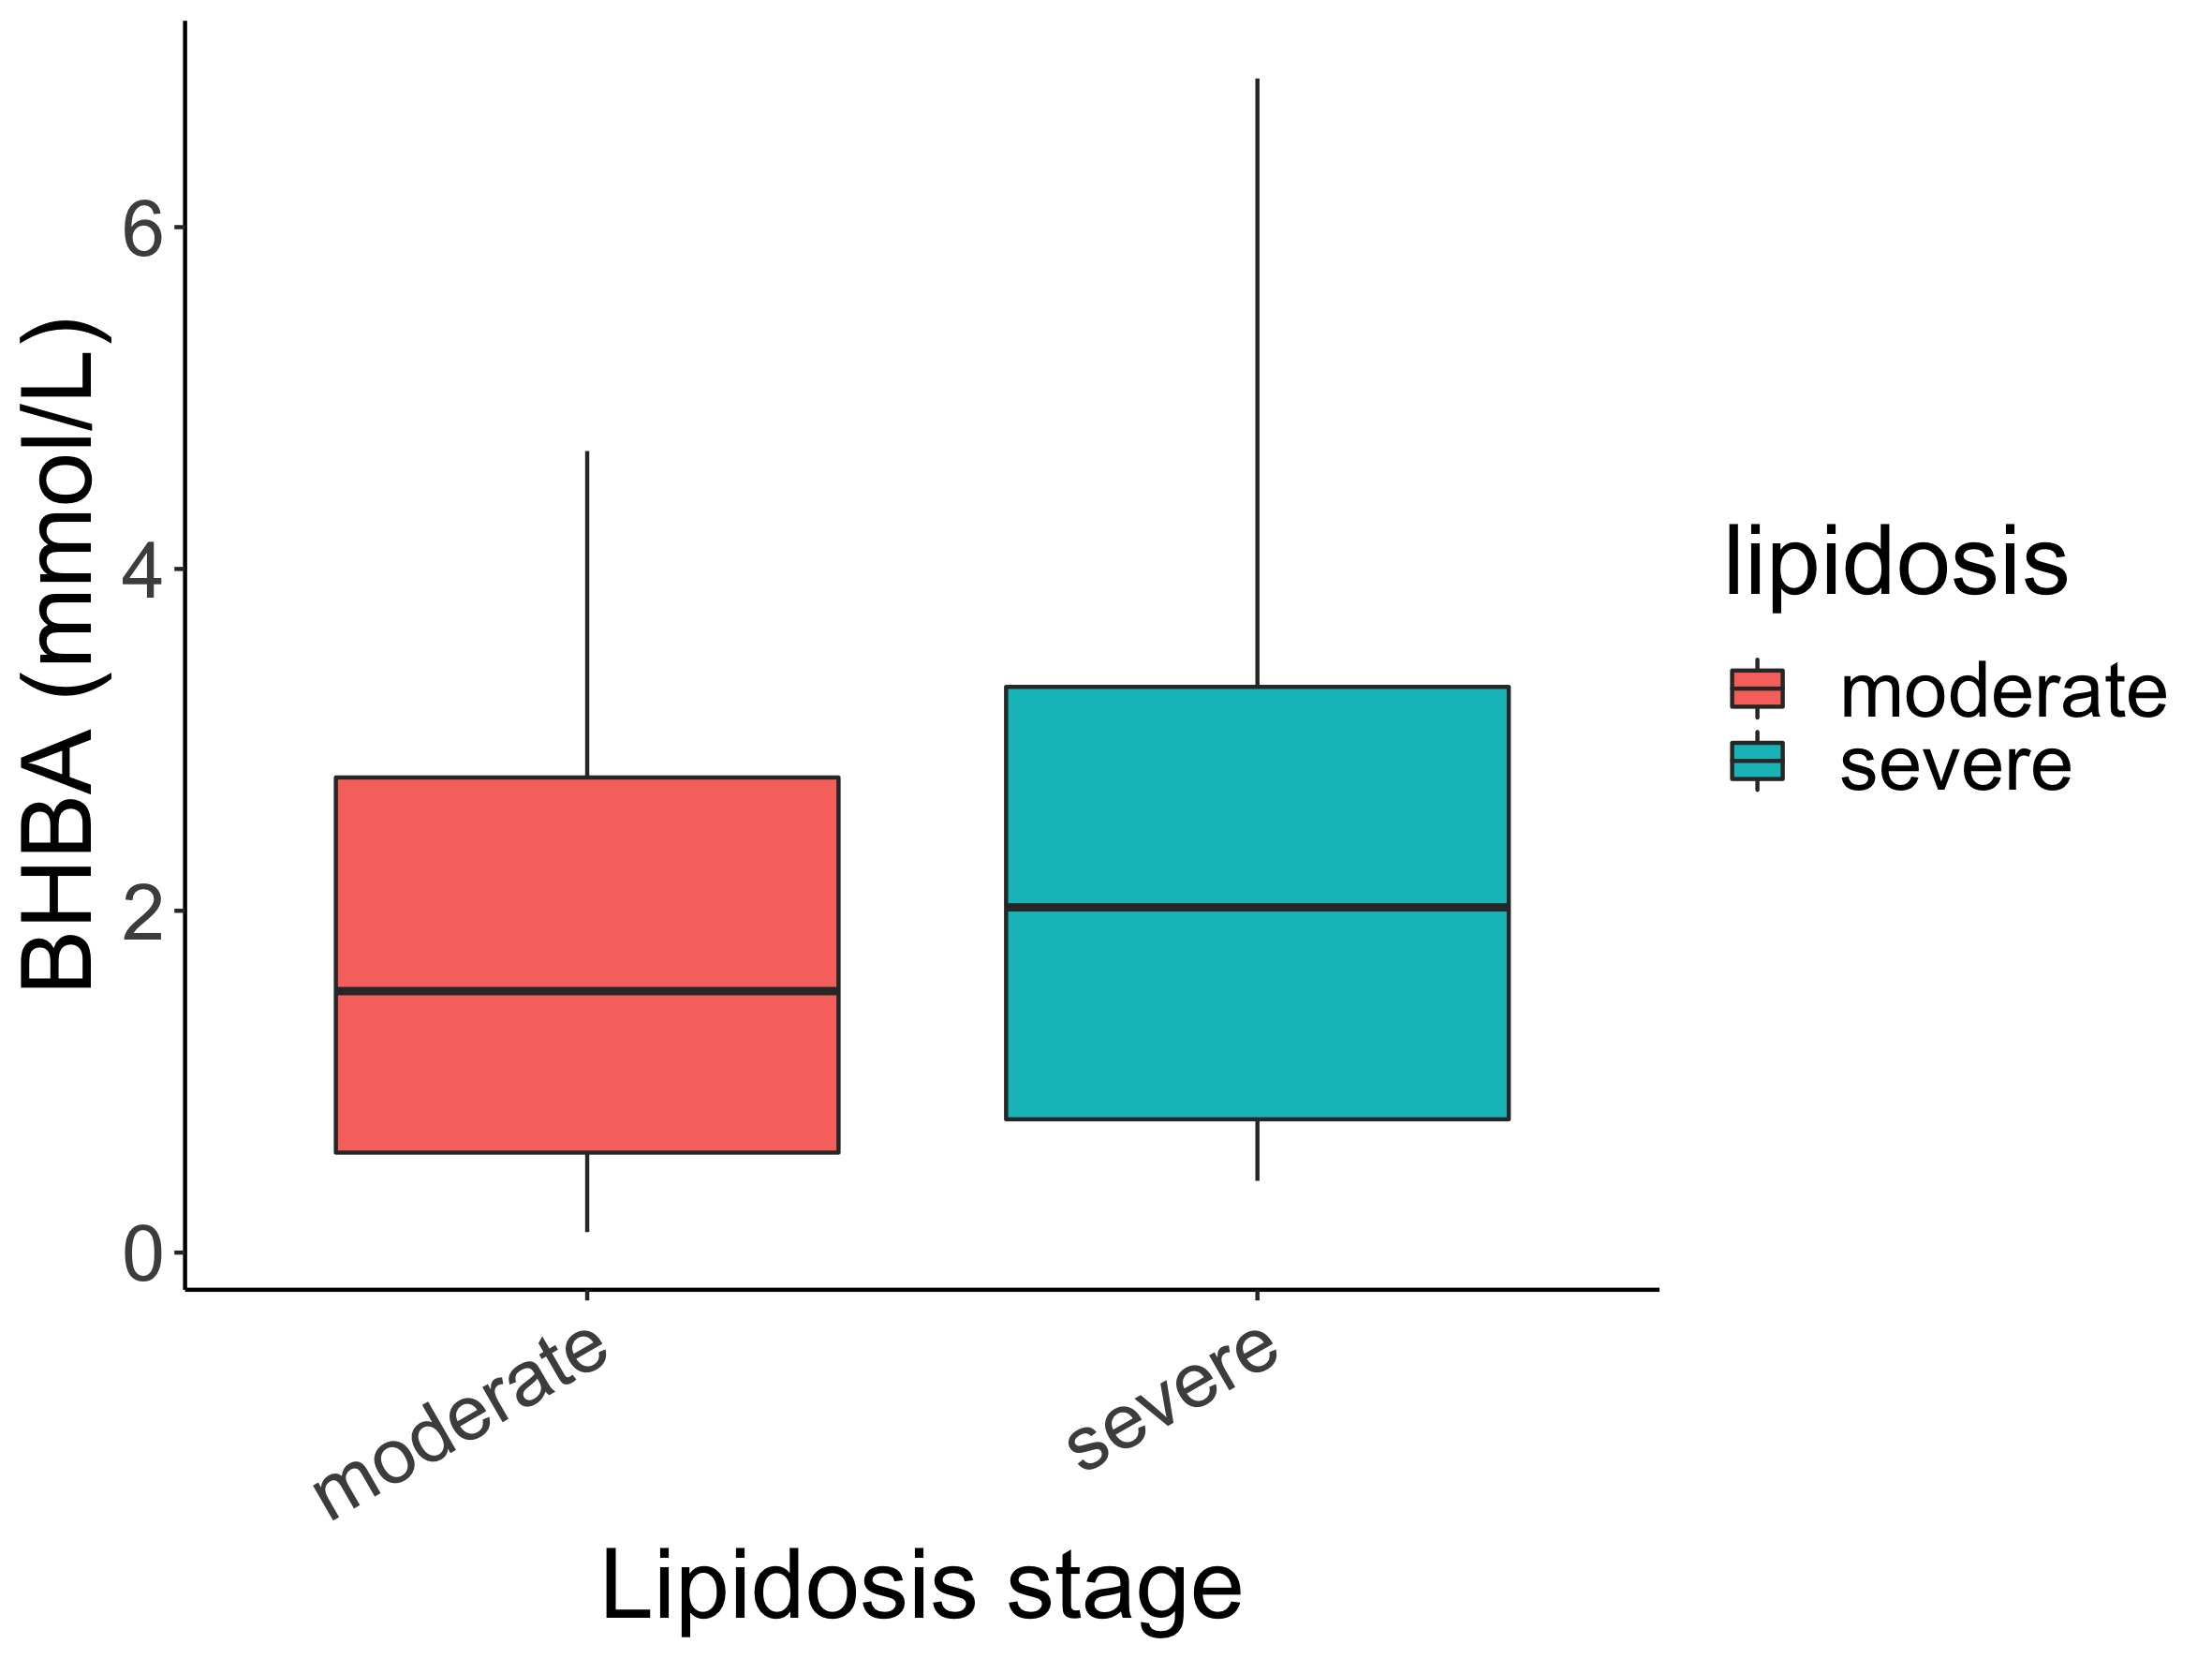 BHBA (mmol/L)
6
4
2
0
moderate
severe
Lipidosis stage
lipidosis
moderate
severe